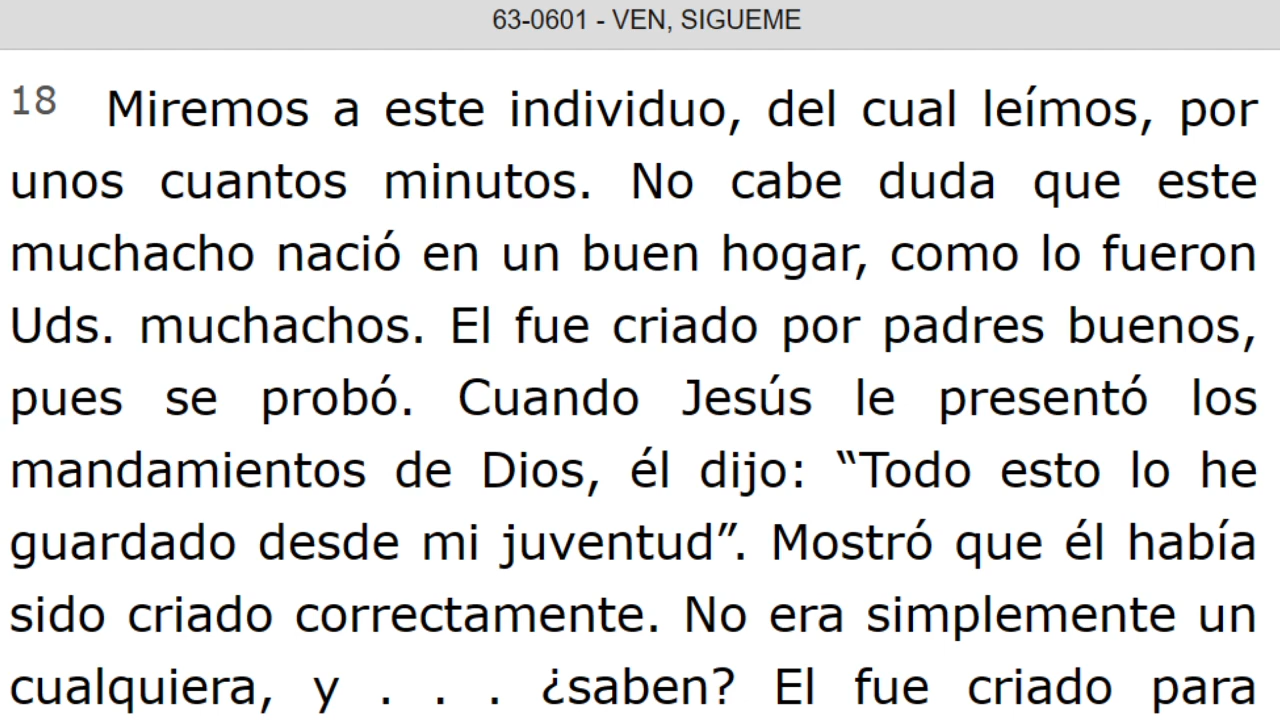 63-0601 - VEN, SIGUEME
18 Miremos a este individuo, del cual leímos, por
unos cuantos minutos. No cabe duda que este
muchacho nació en un buen hogar, como lo fueron
Uds. muchachos. El fue criado por padres buenos,
pues se probó. Cuando Jesús le presentó los
mandamientos de Dios, él dijo: “Todo esto lo he
guardado desde mi juventud”. Mostró que él había
sido criado correctamente. No era simplemente un
cualquiera, y . . . ¿saben? El fue criado para